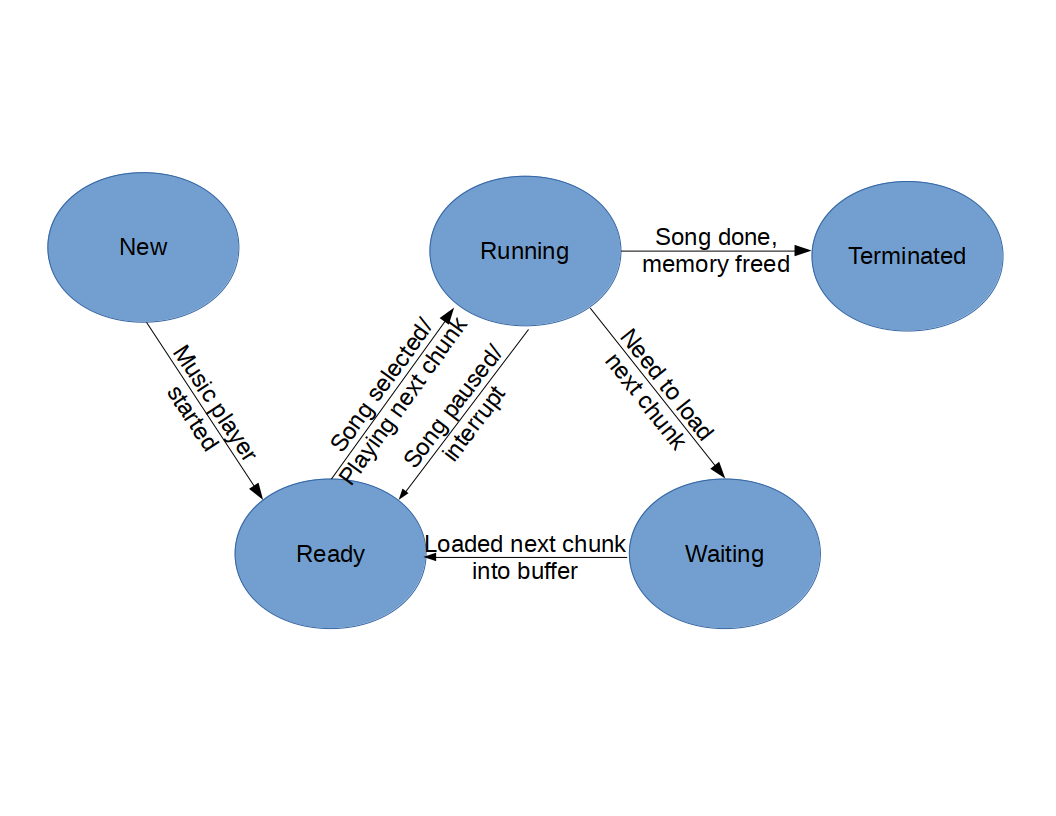 New
Running
Song done,
memory freed
Terminated
Music player
started
Song selected/
Playing next chunk
Song paused/
interrupt
Need to load
next chunk
Ready
Loaded next chunk
into buffer
Waiting